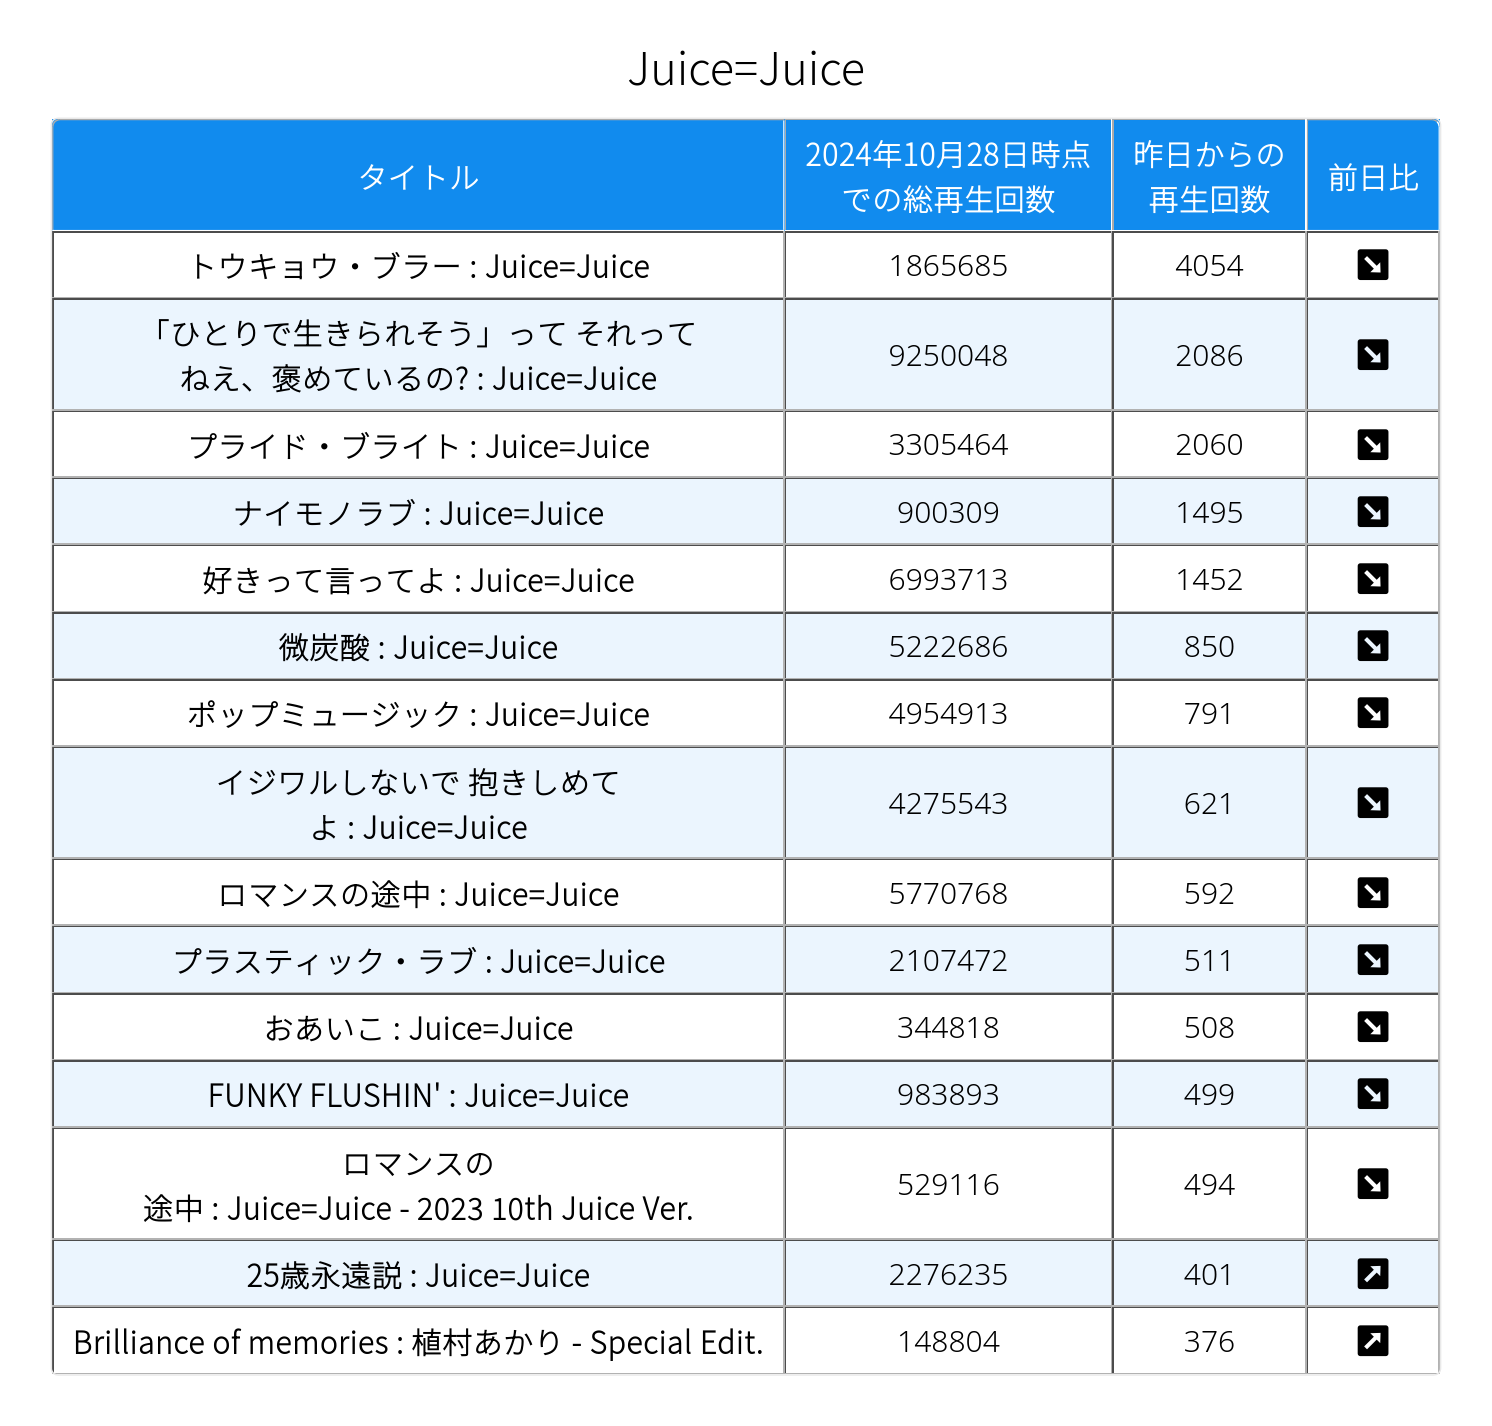 Juice=Juice
タイトル
2024年10月28日時点
での総再生回数
昨日からの
再生回数
前日比
トウキョウ・ブラー : Juice=Juice 1865685 4054 ↘
「ひとりで生きられそう」って それって
ねえ、褒めているの? : Juice=Juice 9250048 2086 ↘
プライド・ブライト : Juice=Juice 3305464 2060 ↘
ナイモノラブ : Juice=Juice 900309 1495 ↘
好きって言ってよ : Juice=Juice 6993713 1452 ↘
微炭酸 : Juice=Juice 5222686 850 ↘
ポップミュージック : Juice=Juice 4954913 791 ↘
イジワルしないで 抱きしめて
よ : Juice=Juice 4275543 621 ↘
ロマンスの途中 : Juice=Juice 5770768 592 ↘
プラスティック・ラブ : Juice=Juice 2107472 511 ↘
おあいこ : Juice=Juice 344818 508 ↘
FUNKY FLUSHIN' : Juice=Juice 983893 499 ↘
ロマンスの
途中 : Juice=Juice - 2023 10th Juice Ver. 529116 494 ↘
25歳永遠説 : Juice=Juice 2276235 401 ↗
Brilliance of memories : 植村あかり - Special Edit. 148804 376 ↗